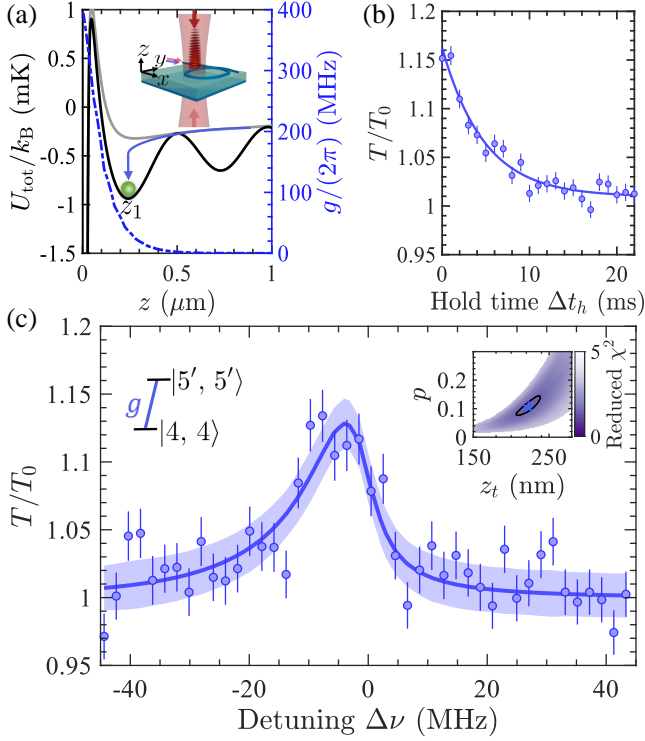 (a)
U_tot/k_B (mK)
1
0.5
0
-0.5
-1
-1.5
z
y
x
z_1
0
0.5
1
z (μm)
400
300
200
100
0
g/(2π) (MHz)
(b)
T/T_0
1.2
1.15
1.1
1.05
1
0.95
0
10
20
Hold time Δt_h (ms)
(c)
T/T_0
1.2
1.15
1.1
1.05
1
0.95
|5′, 5′⟩
g
|4, 4⟩
p
0.2
0.1
0
150
250
z_t (nm)
5
0
Reduced χ²
-40
-20
0
20
40
Detuning Δν (MHz)